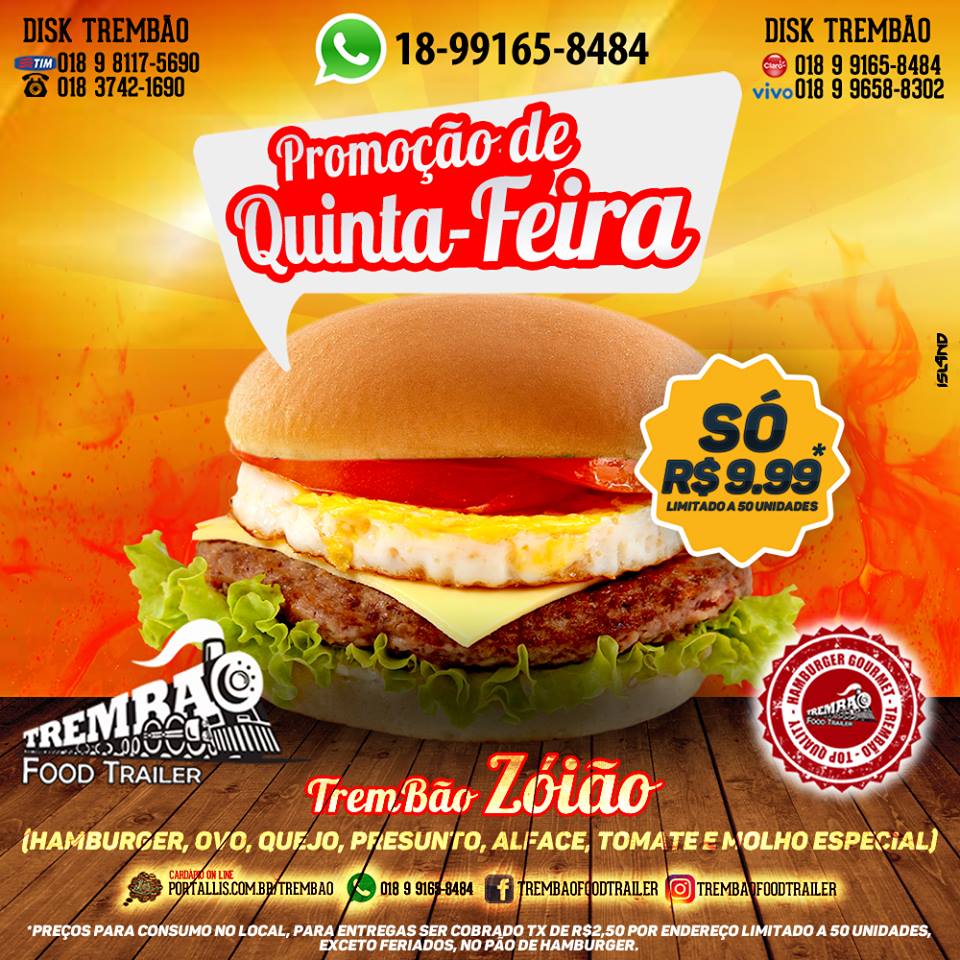 DISK TREMBÃO
TIM 018 9 8117-5690
018 3742-1690
18-99165-8484
DISK TREMBÃO
Claro 018 9 9165-8484
vivo 018 9 9658-8302
Promoção de
Quinta-Feira
ISL4ND
SÓ
R$ 9.99*
LIMITADO A 50 UNIDADES
TREMBÃO
FOOD TRAILER
HAMBURGER GOURMET - TREMBÃO - TOP QUALITY -
TREMBÃO
FOOD TRAILER
TremBão Zóião
(HAMBURGER, OVO, QUEJO, PRESUNTO, ALFACE, TOMATE E MOLHO ESPECIAL)
CARDÁPIO ON LINE
PORTALLIS.COM.BR/TREMBAO
018 9 9165-8484
TREMBAOFOODTRAILER
TREMBAOFOODTRAILER
*PREÇOS PARA CONSUMO NO LOCAL, PARA ENTREGAS SER COBRADO TX DE R$2,50 POR ENDEREÇO LIMITADO A 50 UNIDADES,
EXCETO FERIADOS, NO PÃO DE HAMBURGER.